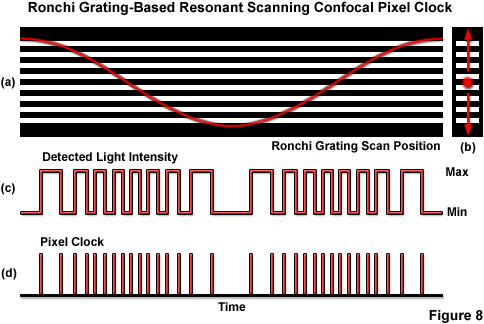 Ronchi Grating-Based Resonant Scanning Confocal Pixel Clock
(a)
(b)
Ronchi Grating Scan Position
Detected Light Intensity
Max
(c)
Min
Pixel Clock
(d)
Time
Figure 8